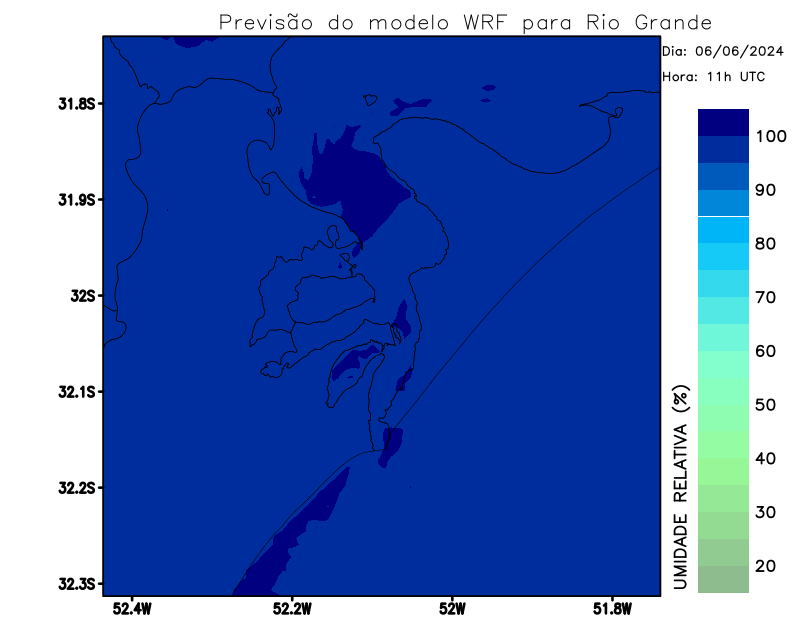 Previsão do modelo WRF para Rio Grande
Dia: 06/06/2024
Hora: 11h UTC
31.8S
31.9S
32S
32.1S
32.2S
32.3S
52.4W
52.2W
52W
51.8W
UMIDADE RELATIVA (%)
100
90
80
70
60
50
40
30
20